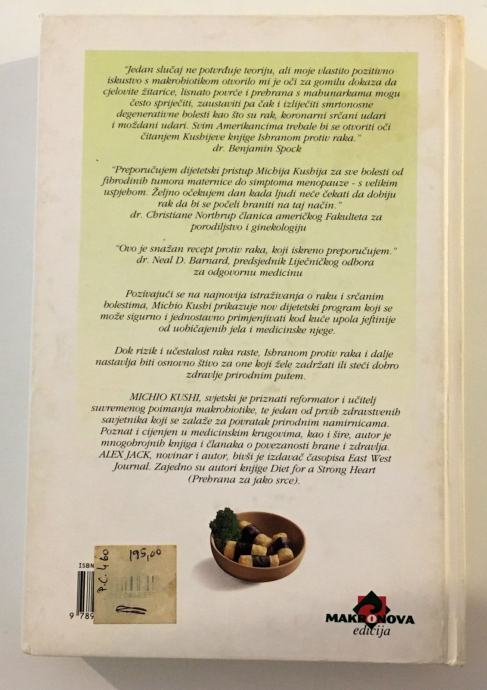 "Jedan slučaj ne potvrđuje teoriju, ali moje vlastito pozitivno
iskustvo s makrobiotikom otvorilo mi je oči za gomilu dokaza da
cjelovite žitarice, lisnato povrće i prehrana s mahunarkama mogu
često spriječiti, zaustaviti pa čak i izliječiti smrtonosne
degenerativne bolesti kao što su rak, koronarni srčani udari
i moždani udari. Svim Amerikancima trebale bi se otvoriti oči
čitanjem Kushijeve knjige Ishranom protiv raka."
dr. Benjamin Spock
"Preporučujem dijetetski pristup Michija Kushija za sve bolesti od
fibrodinih tumora maternice do simptoma menopauze - s velikim
uspjehom. Željno očekujem dan kada ljudi neće čekati da dobiju
rak da bi se počeli hraniti na taj način."
dr. Christiane Northrup članica američkog Fakulteta za
porodiljstvo i ginekologiju
"Ovo je snažan recept protiv raka, koji iskreno preporučujem."
dr. Neal D. Barnard, predsjednik Liječničkog odbora
za odgovornu medicinu
Pozivajući se na najnovija istraživanja o raku i srčanim
bolestima, Michio Kushi prikazuje nov dijetetski program koji se
može sigurno i jednostavno primjenjivati kod kuće upola jeftinije
od uobičajenih jela i medicinske njege.
Dok rizik i učestalost raka raste, Ishranom protiv raka i dalje
nastavlja biti osnovno štivo za one koji žele zadržati ili steći dobro
zdravlje prirodnim putem.
MICHIO KUSHI, svjetski je priznati reformator i učitelj
suvremenog poimanja makrobiotike, te jedan od prvih zdravstvenih
savjetnika koji se zalaže za povratak prirodnim namirnicama.
Poznat i cijenjen u medicinskim krugovima, kao i šire, autor je
mnogobrojnih knjiga i članaka o povezanosti hrane i zdravlja.
ALEX JACK, novinar i autor, bivši je izdavač časopisa East West
Journal. Zajedno su autori knjige Diet for a Strong Heart
(Prehrana za jako srce).
P.C. 460
195,00
ISBN
9 789
MAKRONOVA
edicija